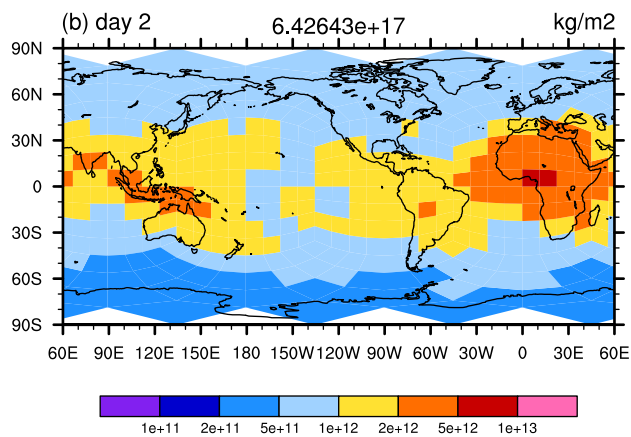 (b) day 2 6.42643e+17 kg/m2
90N
60N
30N
0
30S
60S
90S
60E 90E 120E 150E 180 150W 120W 90W 60W 30W 0 30E 60E
1e+11 2e+11 5e+11 1e+12 2e+12 5e+12 1e+13